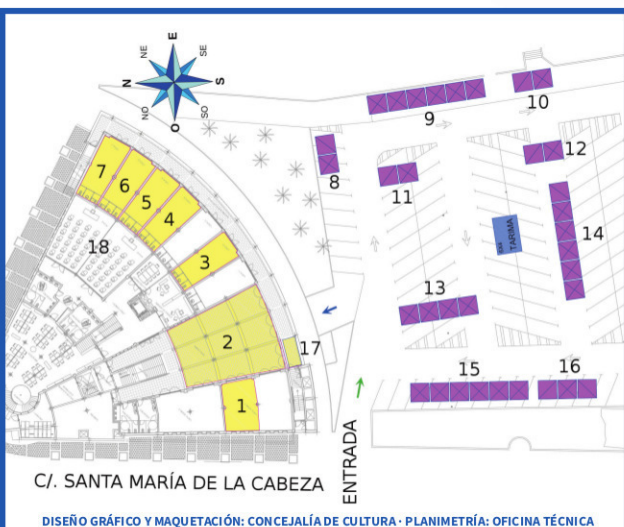 E
NE
SE
N
S
NO
SO
O
9
10
7
6
5
4
8
11
12
18
3
TARIMA
14
13
2
17
15
16
1
C/. SANTA MARÍA DE LA CABEZA
ENTRADA
DISEÑO GRÁFICO Y MAQUETACIÓN: CONCEJALÍA DE CULTURA · PLANIMETRÍA: OFICINA TÉCNICA